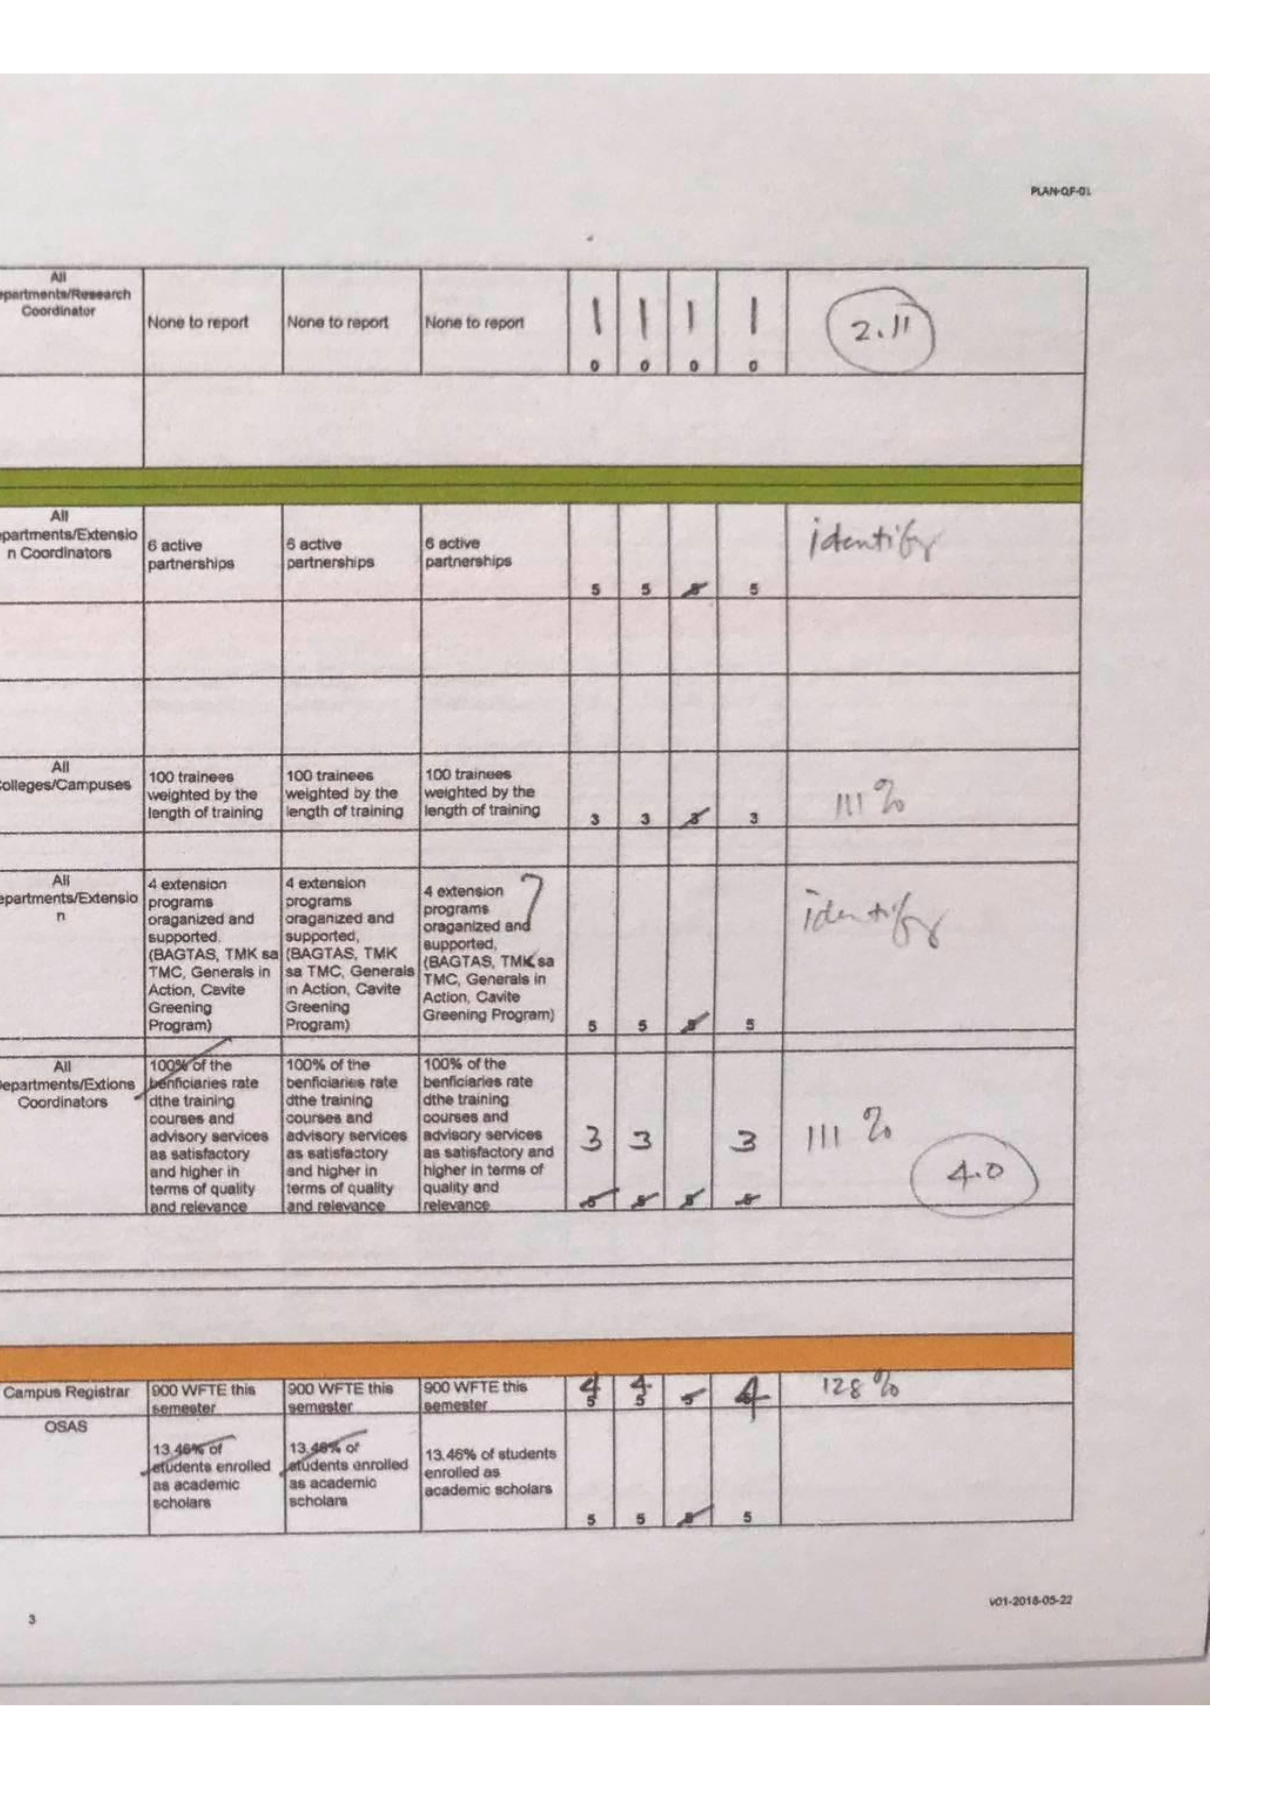 PLAN-QF-01
All
epartments/Research
Coordinator
None to report
None to report
None to report
1 1 1 1
0 0 0 0
2.11
All
epartments/Extensio
n Coordinators
6 active
partnerships
6 active
partnerships
6 active
partnerships
5 5 5 5
identify
All
olleges/Campuses
100 trainees
weighted by the
length of training
100 trainees
weighted by the
length of training
100 trainees
weighted by the
length of training
3 3 3 3
111%
All
epartments/Extensio
n
4 extension
programs
oraganized and
supported,
(BAGTAS, TMK sa
TMC, Generals in
Action, Cavite
Greening
Program)
4 extension
programs
oraganized and
supported,
(BAGTAS, TMK
sa TMC, Generals
in Action, Cavite
Greening
Program)
4 extension
programs
oraganized and
supported,
(BAGTAS, TMK sa
TMC, Generals in
Action, Cavite
Greening Program)
5 5 5 5
identify
All
epartments/Extions
Coordinators
100% of the
benficiaries rate
dthe training
courses and
advisory services
as satisfactory
and higher in
terms of quality
and relevance
100% of the
benficiaries rate
dthe training
courses and
advisory services
as satisfactory
and higher in
terms of quality
and relevance
100% of the
benficiaries rate
dthe training
courses and
advisory services
as satisfactory and
higher in terms of
quality and
relevance
3 3 3
5 5 5 5
111%
4.0
Campus Registrar
900 WFTE this
semester
900 WFTE this
semester
900 WFTE this
semester
4 4 4
5 5 5
128%
OSAS
13.46% of
students enrolled
as academic
scholars
13.46% of
students enrolled
as academic
scholars
13.46% of students
enrolled as
academic scholars
5 5 5 5
V01-2018-05-22
3